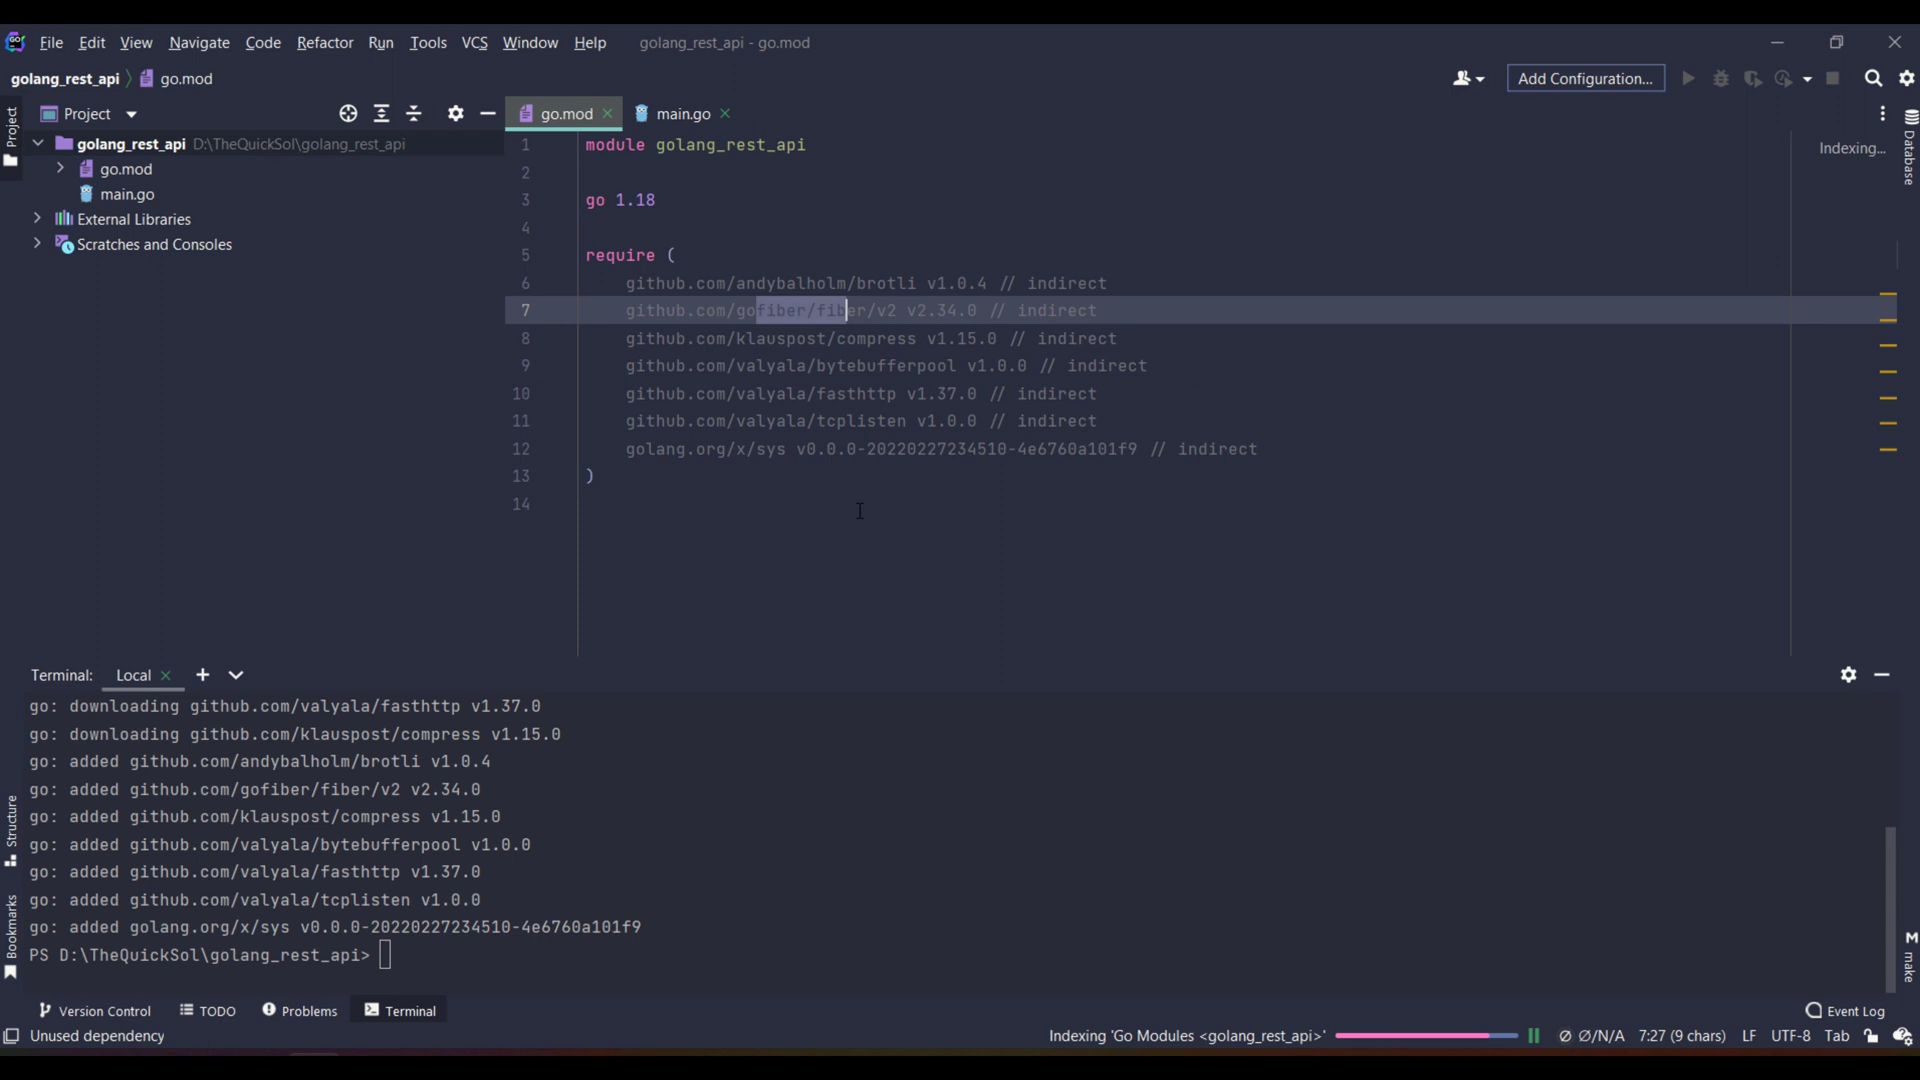 File Edit View Navigate Code Refactor Run Tools VCS Window Help golang_rest_api - go.mod
golang_rest_api go.mod Add Configuration...
Project
Project
go.mod
main.go
golang_rest_api D:\TheQuickSol\golang_rest_api
go.mod
main.go
External Libraries
Scratches and Consoles
1 module golang_rest_api
2
3 go 1.18
4
5 require (
6 github.com/andybalholm/brotli v1.0.4 // indirect
7 github.com/gofiber/fiber/v2 v2.34.0 // indirect
8 github.com/klauspost/compress v1.15.0 // indirect
9 github.com/valyala/bytebufferpool v1.0.0 // indirect
10 github.com/valyala/fasthttp v1.37.0 // indirect
11 github.com/valyala/tcplisten v1.0.0 // indirect
12 golang.org/x/sys v0.0.0-20220227234510-4e6760a101f9 // indirect
13 )
14
Indexing...
Database
Terminal: Local
go: downloading github.com/valyala/fasthttp v1.37.0
go: downloading github.com/klauspost/compress v1.15.0
go: added github.com/andybalholm/brotli v1.0.4
go: added github.com/gofiber/fiber/v2 v2.34.0
go: added github.com/klauspost/compress v1.15.0
go: added github.com/valyala/bytebufferpool v1.0.0
go: added github.com/valyala/fasthttp v1.37.0
go: added github.com/valyala/tcplisten v1.0.0
go: added golang.org/x/sys v0.0.0-20220227234510-4e6760a101f9
PS D:\TheQuickSol\golang_rest_api>
Structure
Bookmarks
M make
Version Control TODO Problems Terminal Event Log
Unused dependency Indexing 'Go Modules <golang_rest_api>' Ø Ø/N/A 7:27 (9 chars) LF UTF-8 Tab